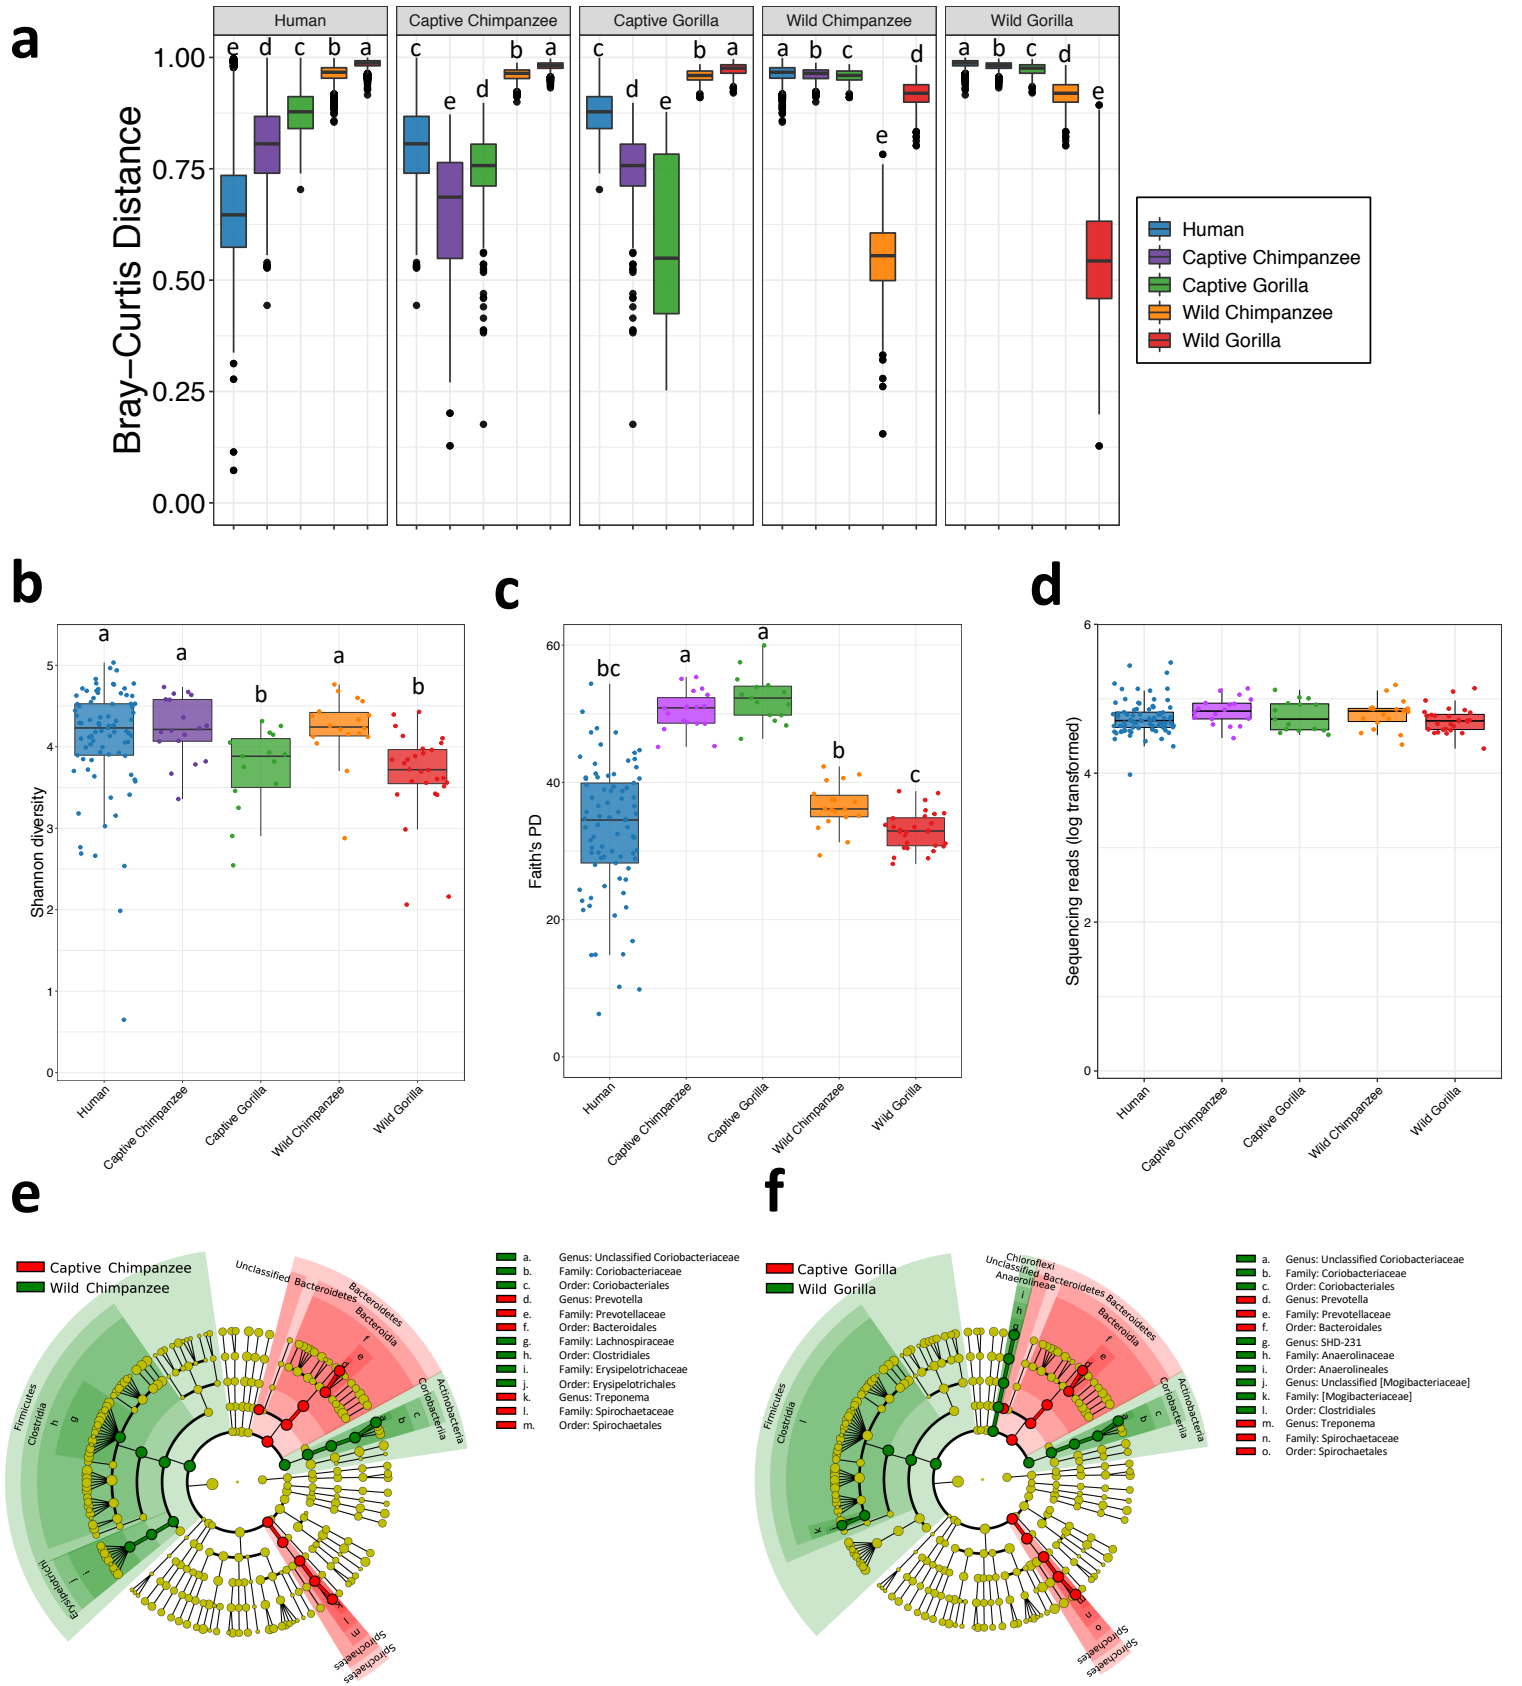 a
Human
Captive Chimpanzee
Captive Gorilla
Wild Chimpanzee
Wild Gorilla
e d c b a
c e d b a
c d e b a
a b c e d
a b c d e
Bray−Curtis Distance
1.00
0.75
0.50
0.25
0.00
Human
Captive Chimpanzee
Captive Gorilla
Wild Chimpanzee
Wild Gorilla
b
Shannon diversity
5
4
3
2
1
0
a a b a b
Human
Captive Chimpanzee
Captive Gorilla
Wild Chimpanzee
Wild Gorilla
c
Faith's PD
60
40
20
0
bc a a b c
Human
Captive Chimpanzee
Captive Gorilla
Wild Chimpanzee
Wild Gorilla
d
Sequencing reads (log transformed)
6
4
2
0
Human
Captive Chimpanzee
Captive Gorilla
Wild Chimpanzee
Wild Gorilla
e
Captive Chimpanzee
Wild Chimpanzee
Unclassified Bacteroidetes
Bacteroidetes
Bacteroidia
f
e
d
Actinobacteria
Coriobacteriia
c
b
a
Firmicutes
Clostridia
h
g
Erysipelotrichi
j
i
k
l
m
Spirochaetes
Spirochaetes
a. Genus: Unclassified Coriobacteriaceae
b. Family: Coriobacteriaceae
c. Order: Coriobacteriales
d. Genus: Prevotella
e. Family: Prevotellaceae
f. Order: Bacteroidales
g. Family: Lachnospiraceae
h. Order: Clostridiales
i. Family: Erysipelotrichaceae
j. Order: Erysipelotrichales
k. Genus: Treponema
l. Family: Spirochaetaceae
m. Order: Spirochaetales
f
Captive Gorilla
Wild Gorilla
Chloroflexi
Unclassified Bacteroidetes
Anaerolineae
Bacteroidetes
Bacteroidia
i
h
g
f
e
d
Actinobacteria
Coriobacteriia
c
b
a
Firmicutes
Clostridia
l
k
m
n
o
Spirochaetes
Spirochaetes
a. Genus: Unclassified Coriobacteriaceae
b. Family: Coriobacteriaceae
c. Order: Coriobacteriales
d. Genus: Prevotella
e. Family: Prevotellaceae
f. Order: Bacteroidales
g. Genus: SHD-231
h. Family: Anaerolinaceae
i. Order: Anaerolineales
j. Genus: Unclassified [Mogibacteriaceae]
k. Family: [Mogibacteriaceae]
l. Order: Clostridiales
m. Genus: Treponema
n. Family: Spirochaetaceae
o. Order: Spirochaetales